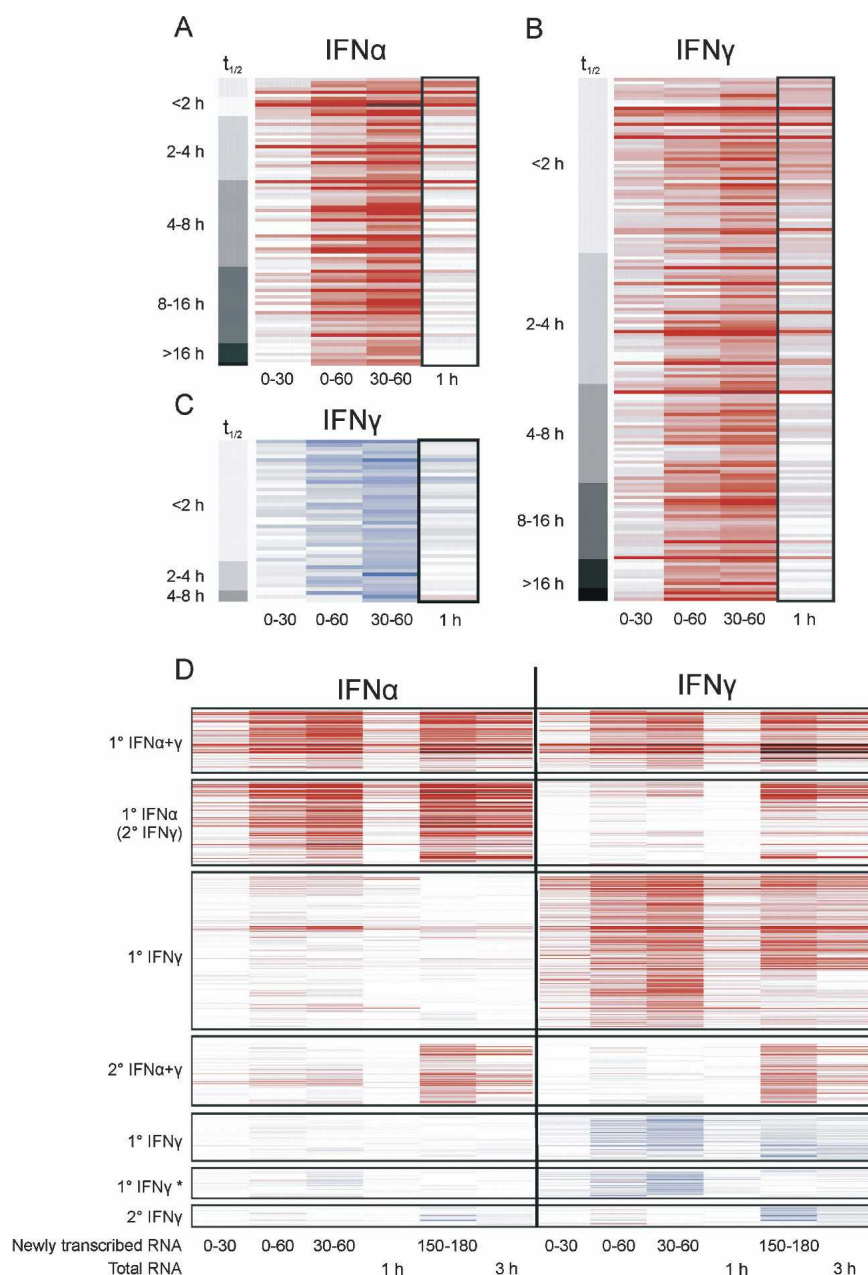 A
IFNα
t1/2
<2 h
2-4 h
4-8 h
8-16 h
>16 h
0-30 0-60 30-60 1 h
B
IFNγ
<2 h
2-4 h
4-8 h
8-16 h
>16 h
0-30 0-60 30-60 1 h
C
IFNγ
t1/2
<2 h
2-4 h
4-8 h
0-30 0-60 30-60 1 h
D
IFNα IFNγ
1° IFNα+γ
1° IFNα
(2° IFNγ)
1° IFNγ
2° IFNα+γ
1° IFNγ
1° IFNγ *
2° IFNγ
Newly transcribed RNA 0-30 0-60 30-60 150-180 0-30 0-60 30-60 150-180
Total RNA 1 h 3 h 1 h 3 h